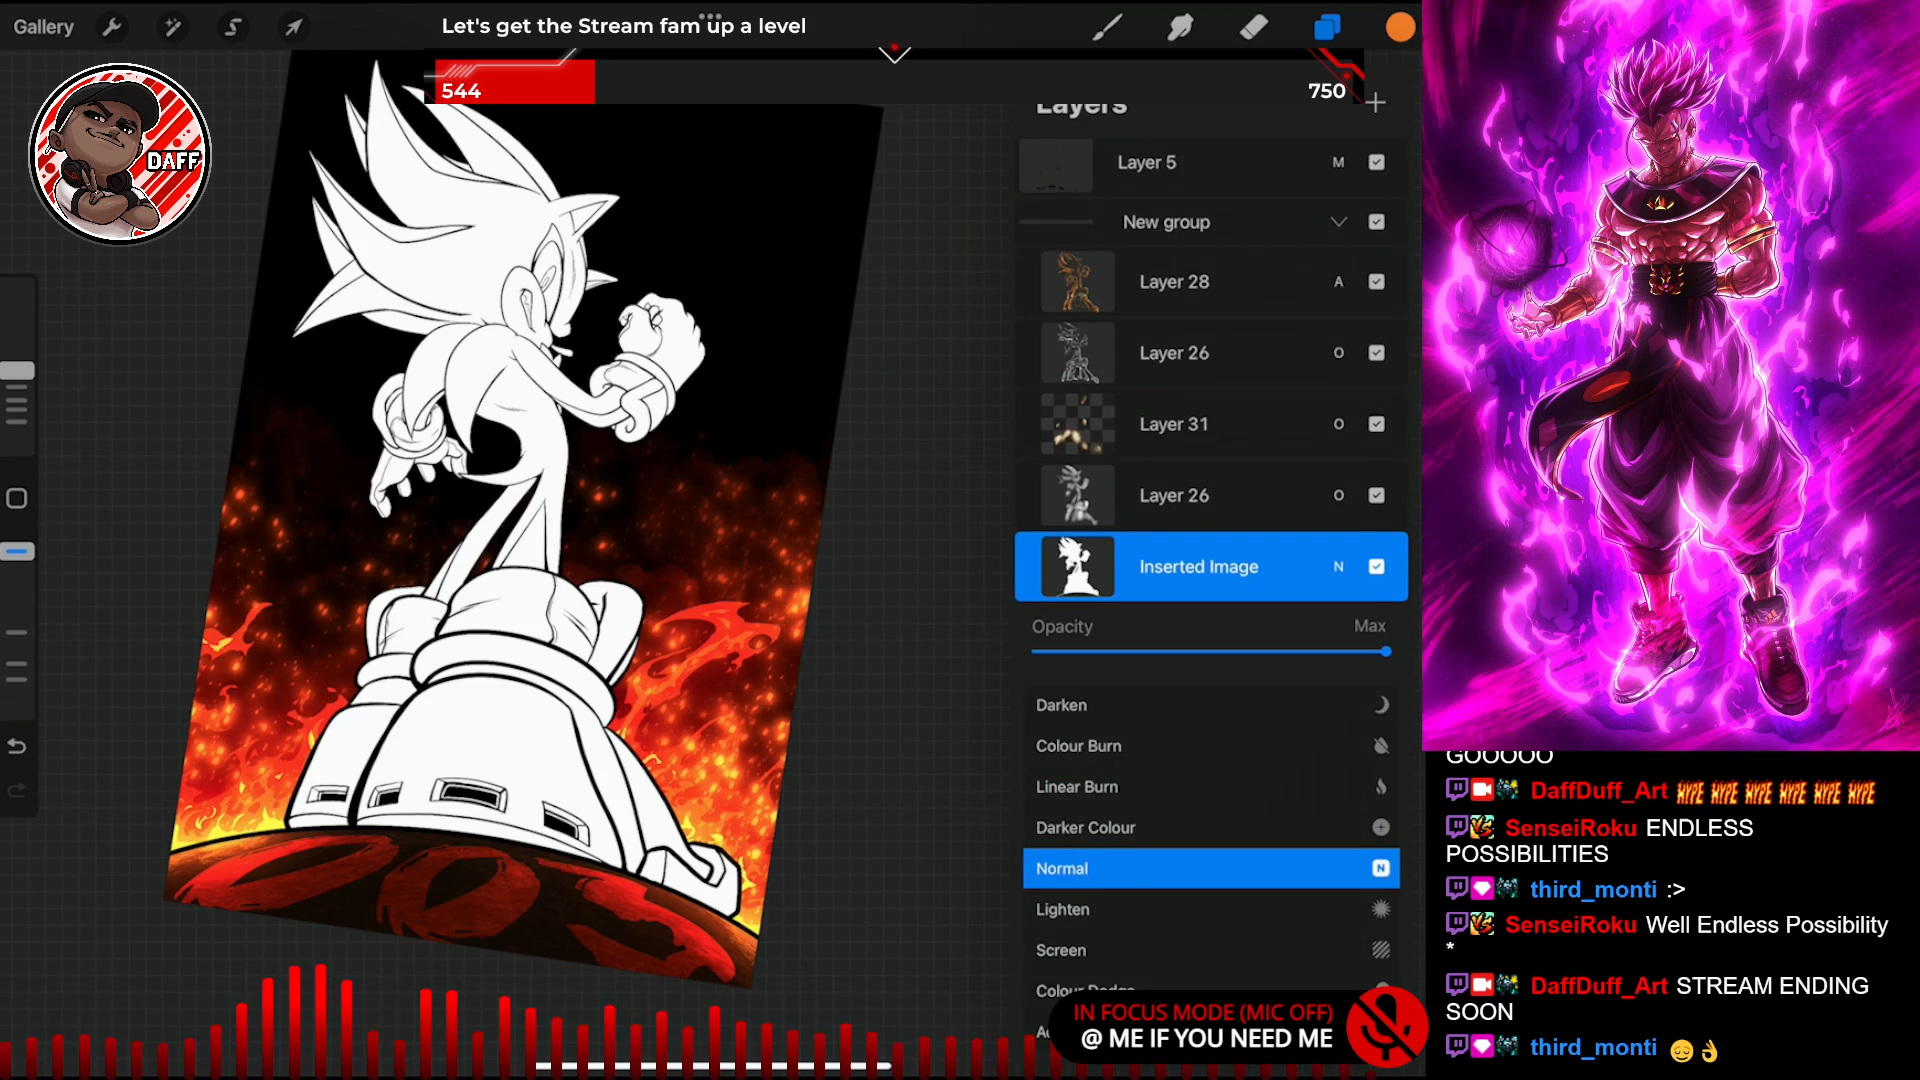 Gallery
Let's get the Stream fam up a level
544
750
DAFF
Layers
Layer 5 M
New group
Layer 28 A
Layer 26 O
Layer 31 O
Layer 26 O
Inserted Image N
Opacity Max
Darken
Colour Burn
Linear Burn
Darker Colour
Normal N
Lighten
Screen
IN FOCUS MODE (MIC OFF)
@ ME IF YOU NEED ME
GOOOOO
DaffDuff_Art HYPE HYPE HYPE HYPE HYPE HYPE
SenseiRoku ENDLESS
POSSIBILITIES
third_monti :>
SenseiRoku Well Endless Possibility
*
DaffDuff_Art STREAM ENDING
SOON
third_monti 😌👌